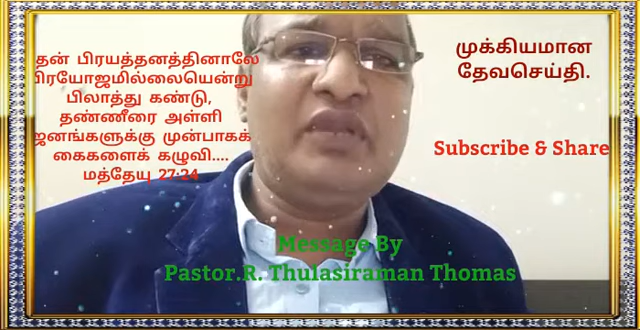 தன் பிரயத்தனத்தினாலே
பிரயோஜமில்லையென்று
பிலாத்து கண்டு,
தண்ணீரை அள்ளி
ஜனங்களுக்கு முன்பாகக்
கைகளைக் கழுவி....
மத்தேயு 27:24
முக்கியமான
தேவசெய்தி.
Subscribe & Share
Message By
Pastor.R. Thulasiraman Thomas